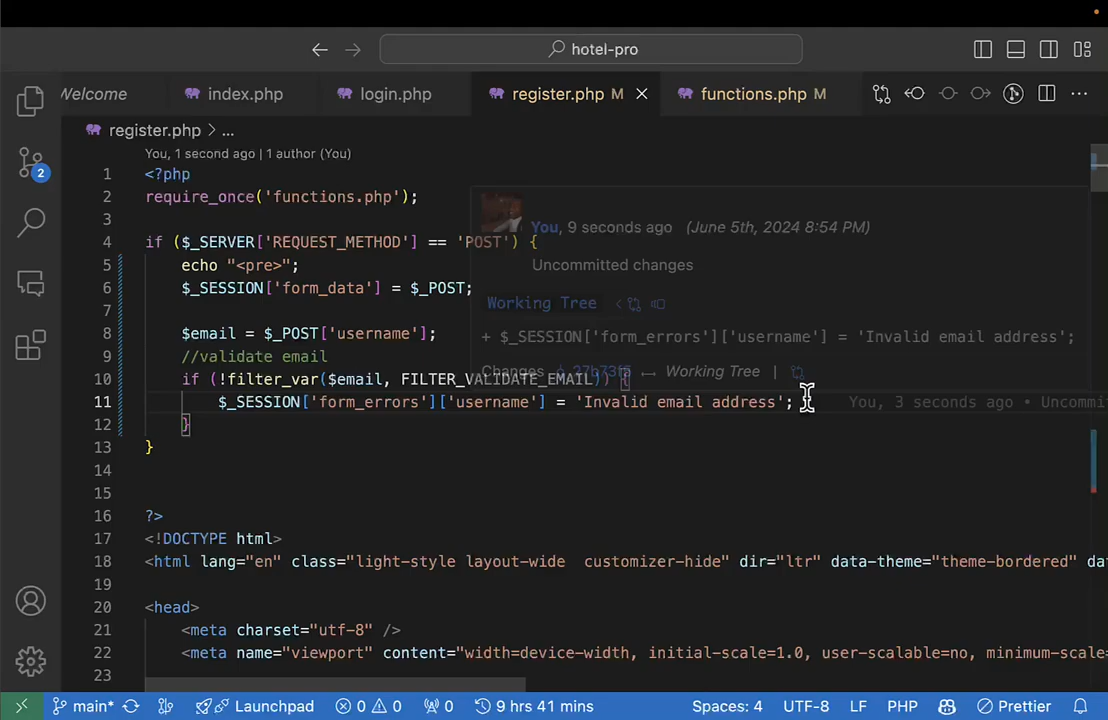 hotel-pro
Welcome
index.php
login.php
register.php M
functions.php M
register.php > ...
You, 1 second ago | 1 author (You)
1 <?php
2 require_once('functions.php');
3
4 if ($_SERVER['REQUEST_METHOD'] == 'POST') {
5 echo "<pre>";
6 $_SESSION['form_data'] = $_POST;
7
8 $email = $_POST['username'];
9 //validate email
10 if (!filter_var($email, FILTER_VALIDATE_EMAIL)) {
11 $_SESSION['form_errors']['username'] = 'Invalid email address'; You, 3 seconds ago • Uncommit
12 }
13 }
14
15
16 ?>
17 <!DOCTYPE html>
18 <html lang="en" class="light-style layout-wide customizer-hide" dir="ltr" data-theme="theme-bordered" da
19
20 <head>
21 <meta charset="utf-8" />
22 <meta name="viewport" content="width=device-width, initial-scale=1.0, user-scalable=no, minimum-scale=
23
You, 9 seconds ago (June 5th, 2024 8:54 PM)
Uncommitted changes
Working Tree
+ $_SESSION['form_errors']['username'] = 'Invalid email address';
Changes Working Tree |
2
main* Launchpad 0 0 0 9 hrs 41 mins Spaces: 4 UTF-8 LF PHP Prettier